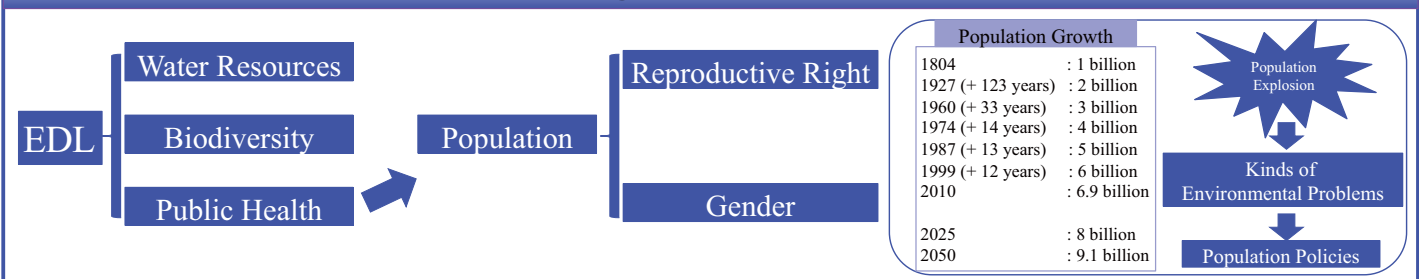 EDL
Water Resources
Biodiversity
Public Health
Population
Reproductive Right
Gender
Population Growth
1804 : 1 billion
1927 (+ 123 years) : 2 billion
1960 (+ 33 years) : 3 billion
1974 (+ 14 years) : 4 billion
1987 (+ 13 years) : 5 billion
1999 (+ 12 years) : 6 billion
2010 : 6.9 billion
2025 : 8 billion
2050 : 9.1 billion
Population
Explosion
Kinds of
Environmental Problems
Population Policies